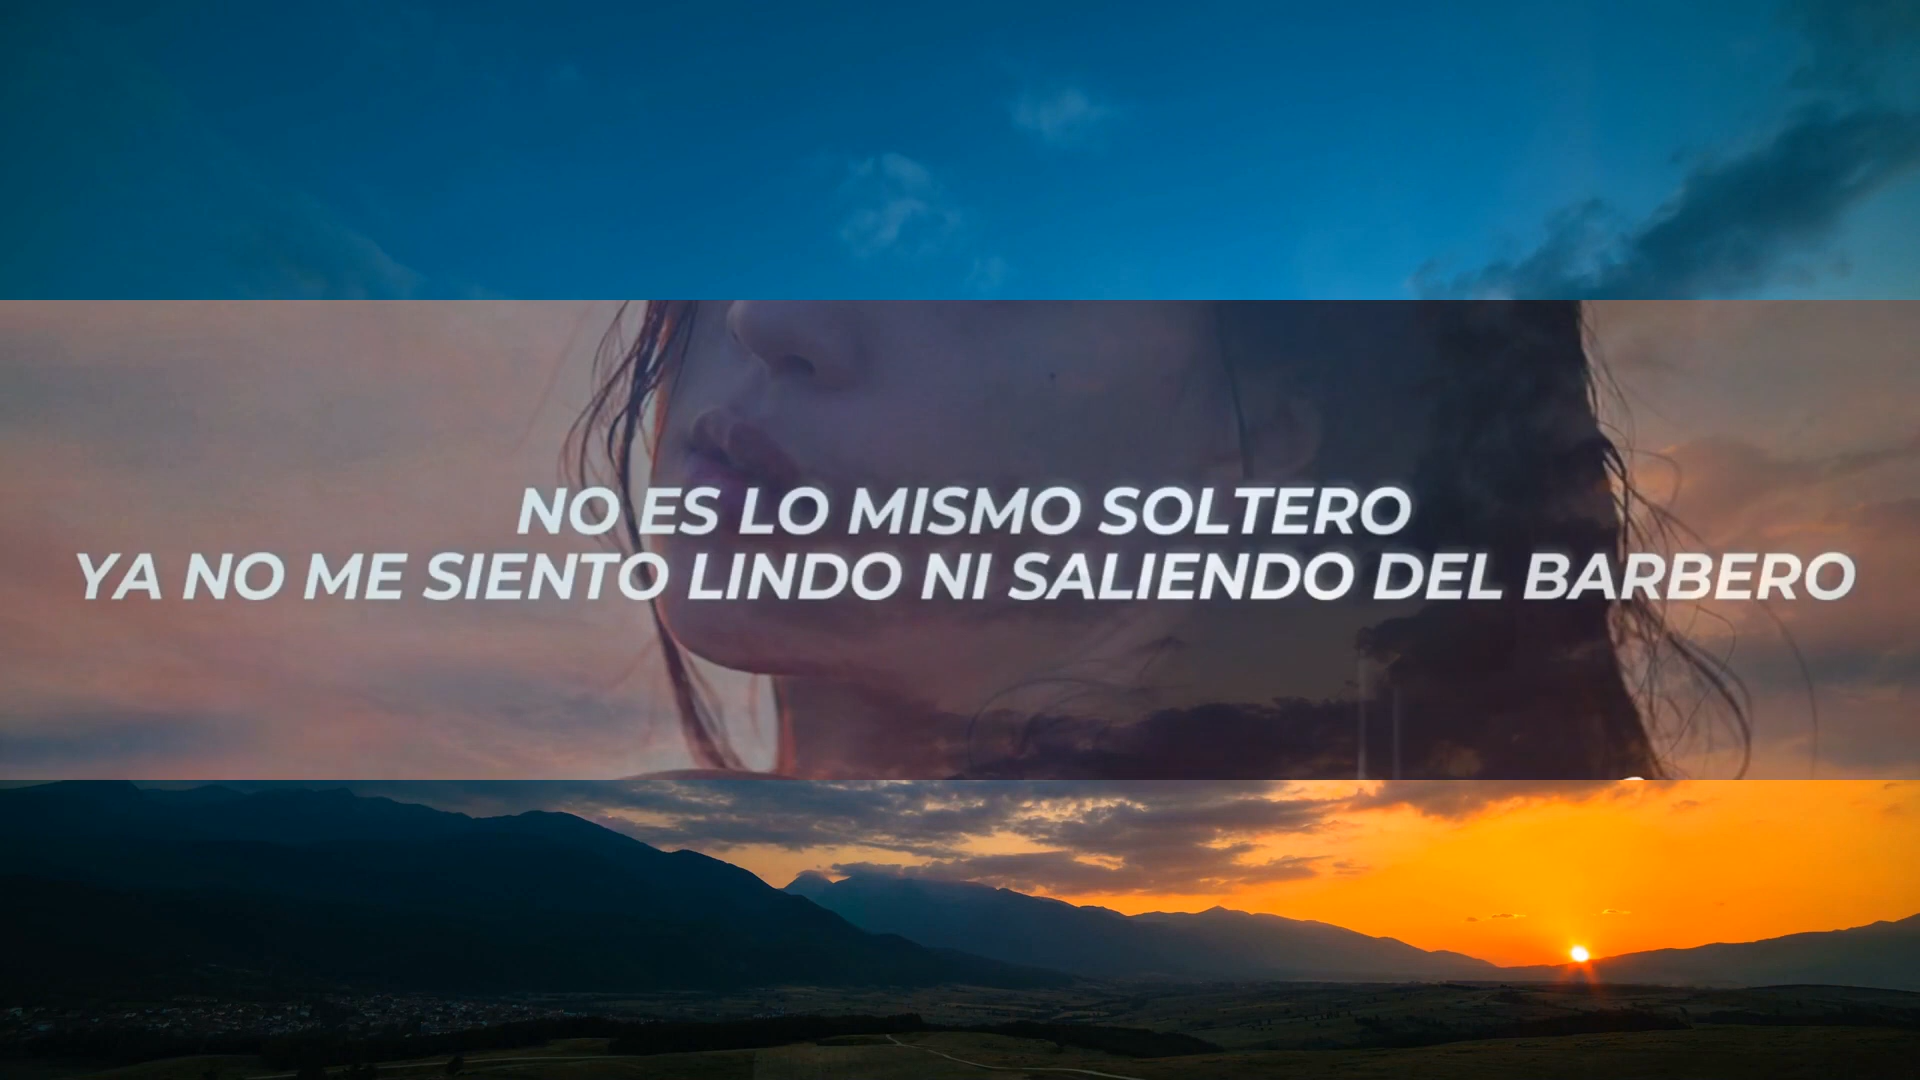 NO ES LO MISMO SOLTERO
YA NO ME SIENTO LINDO NI SALIENDO DEL BARBERO